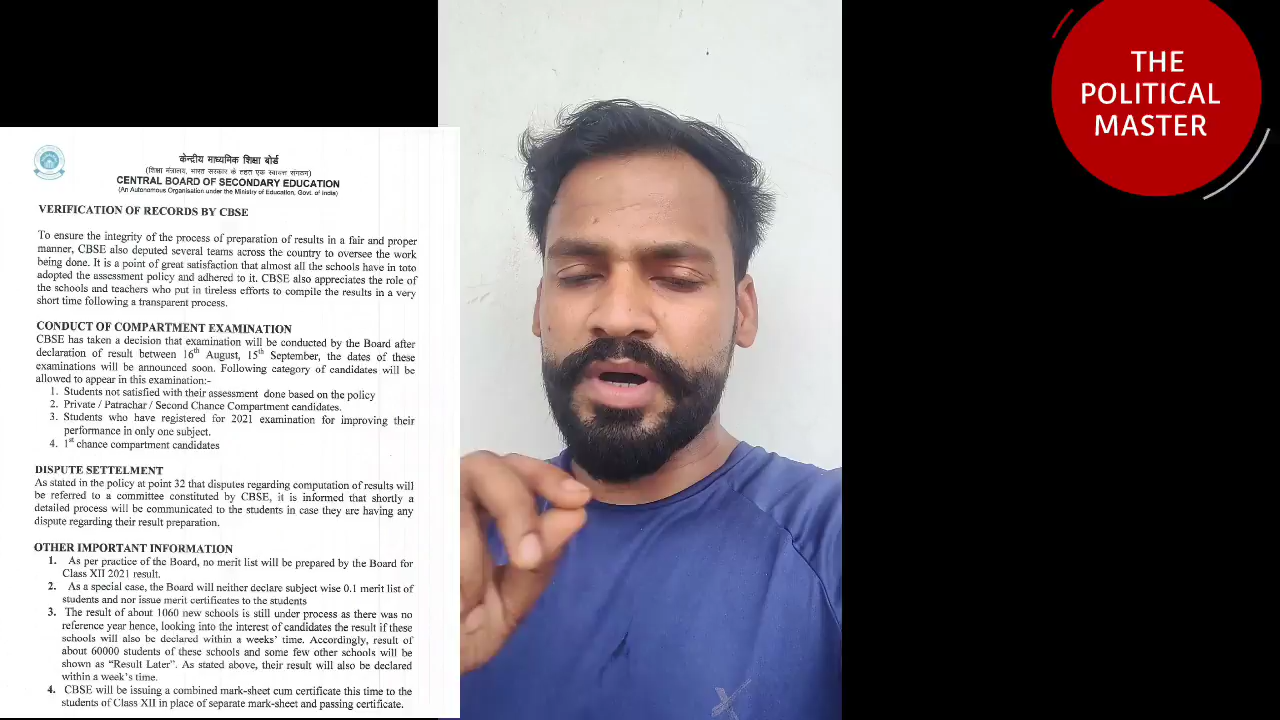 केन्द्रीय माध्यमिक शिक्षा बोर्ड
(शिक्षा मंत्रालय, भारत सरकार के तहत एक स्वायत्त संगठन)
CENTRAL BOARD OF SECONDARY EDUCATION
(An Autonomous Organisation under the Ministry of Education, Govt. of India)
VERIFICATION OF RECORDS BY CBSE
To ensure the integrity of the process of preparation of results in a fair and proper
manner, CBSE also deputed several teams across the country to oversee the work
being done. It is a point of great satisfaction that almost all the schools have in toto
adopted the assessment policy and adhered to it. CBSE also appreciates the role of
the schools and teachers who put in tireless efforts to compile the results in a very
short time following a transparent process.
CONDUCT OF COMPARTMENT EXAMINATION
CBSE has taken a decision that examination will be conducted by the Board after
declaration of result between 16th August, 15th September, the dates of these
examinations will be announced soon. Following category of candidates will be
allowed to appear in this examination:-
1. Students not satisfied with their assessment done based on the policy
2. Private / Patrachar / Second Chance Compartment candidates.
3. Students who have registered for 2021 examination for improving their
performance in only one subject.
4. 1st chance compartment candidates
DISPUTE SETTELMENT
As stated in the policy at point 32 that disputes regarding computation of results will
be referred to a committee constituted by CBSE, it is informed that shortly a
detailed process will be communicated to the students in case they are having any
dispute regarding their result preparation.
OTHER IMPORTANT INFORMATION
1. As per practice of the Board, no merit list will be prepared by the Board for
Class XII 2021 result.
2. As a special case, the Board will neither declare subject wise 0.1 merit list of
students and nor issue merit certificates to the students
3. The result of about 1060 new schools is still under process as there was no
reference year hence, looking into the interest of candidates the result if these
schools will also be declared within a weeks' time. Accordingly, result of
about 60000 students of these schools and some few other schools will be
shown as "Result Later". As stated above, their result will also be declared
within a week's time.
4. CBSE will be issuing a combined mark-sheet cum certificate this time to the
students of Class XII in place of separate mark-sheet and passing certificate.
THE
POLITICAL
MASTER